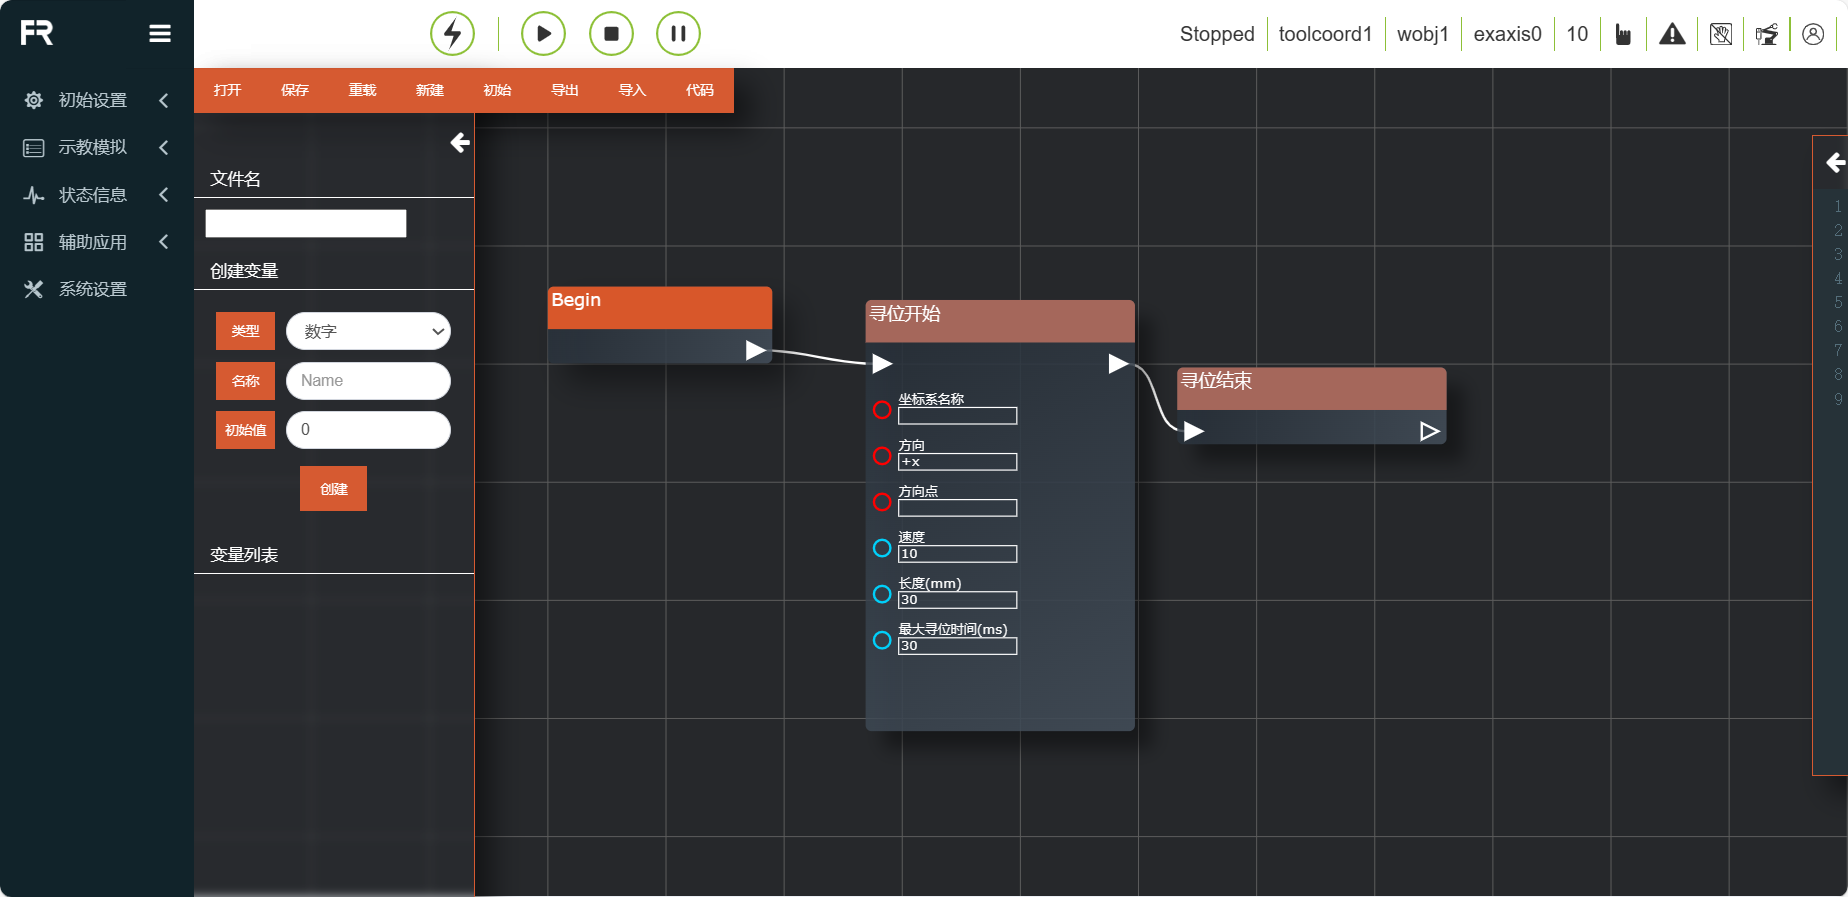 FR
Stopped
toolcoord1
wobj1
exaxis0
10
初始设置
示教模拟
状态信息
辅助应用
系统设置
打开
保存
重载
新建
初始
导出
导入
代码
文件名
创建变量
类型
数字
名称
Name
初始值
0
创建
变量列表
Begin
寻位开始
坐标系名称
方向
+x
方向点
速度
10
长度(mm)
30
最大寻位时间(ms)
30
寻位结束
1
2
3
4
5
6
7
8
9